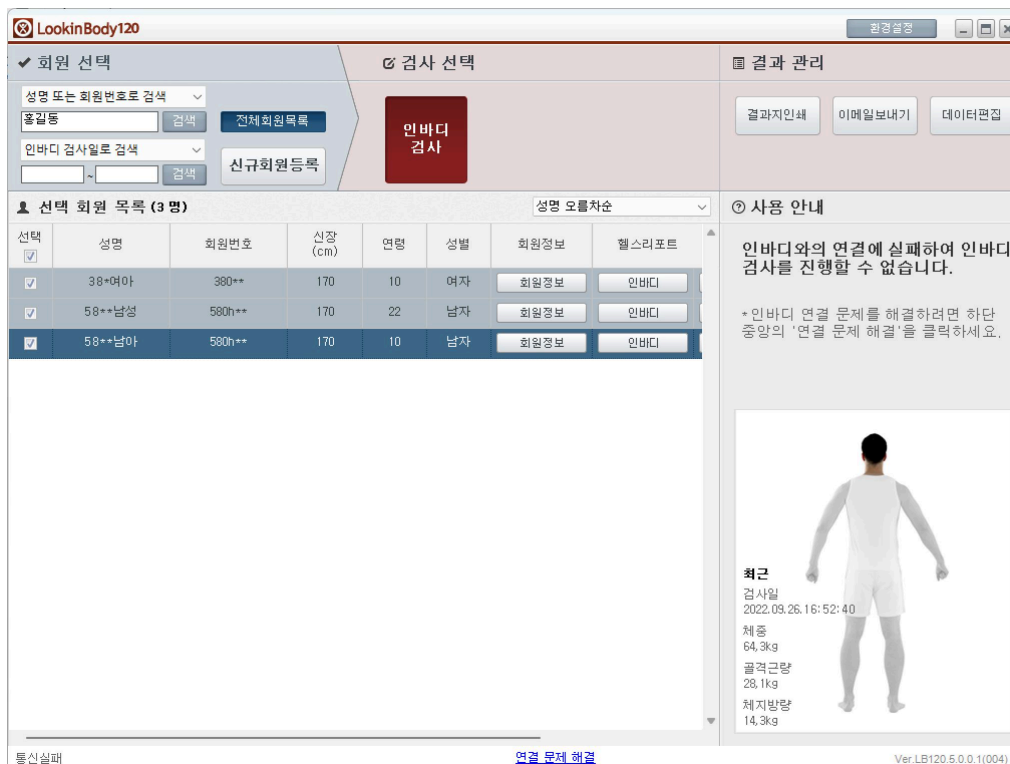 LookinBody120
환경설정
회원 선택
검사 선택
결과 관리
성명 또는 회원번호로 검색
홍길동
검색
전체회원목록
인바디 검사일로 검색
~
검색
신규회원등록
인바디
검사
결과지인쇄
이메일보내기
데이터편집
선택 회원 목록 (3 명)
성명 오름차순
사용 안내
선택
성명
회원번호
신장
(cm)
연령
성별
회원정보
헬스리포트
38*여아 380** 170 10 여자 회원정보 인바디
58**남성 580h** 170 22 남자 회원정보 인바디
58**남아 580h** 170 10 남자 회원정보 인바디
인바디와의 연결에 실패하여 인바디
검사를 진행할 수 없습니다.
*인바디 연결 문제를 해결하려면 하단
중앙의 '연결 문제 해결'을 클릭하세요.
최근
검사일
2022.09.26.16:52:40
체중
64,3kg
골격근량
28,1kg
체지방량
14,3kg
통신실패
연결 문제 해결
Ver.LB120.5.0.0.1(004)